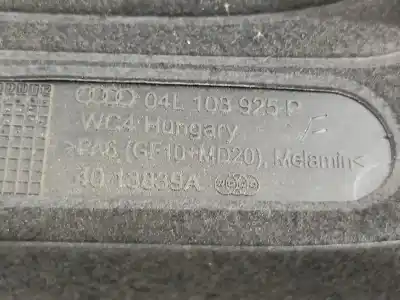 04L 103 925 P
WC4 Hungary
>PA6 (GF10+MD20), Melamin<
30-13839A